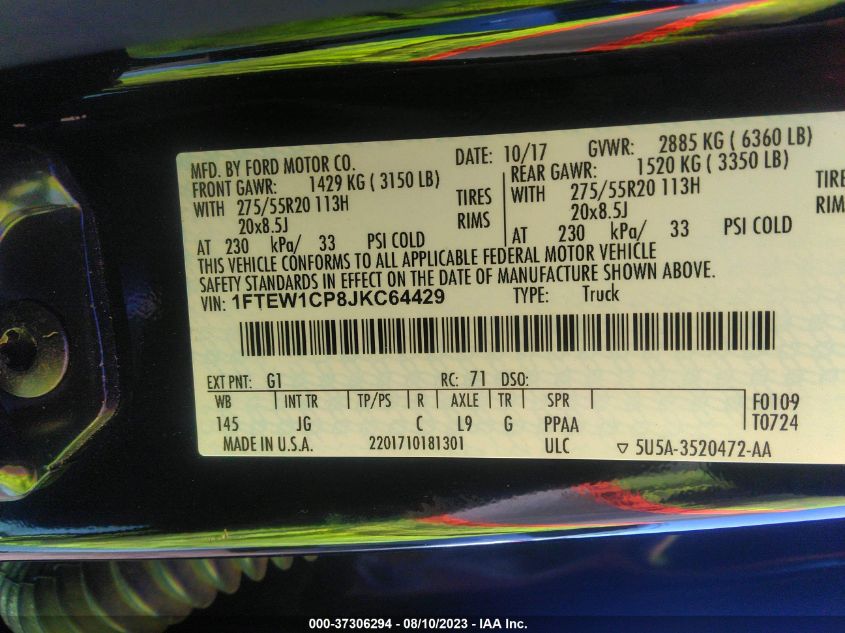 MFD. BY FORD MOTOR CO. DATE: 10/17 GVWR: 2885 KG ( 6360 LB)
FRONT GAWR: 1429 KG ( 3150 LB) REAR GAWR: 1520 KG ( 3350 LB)
WITH 275/55R20 113H TIRES WITH 275/55R20 113H TIRE
20x8.5J RIMS 20x8.5J RIM
AT 230 kPa/ 33 PSI COLD AT 230 kPa/ 33 PSI COLD
THIS VEHICLE CONFORMS TO ALL APPLICABLE FEDERAL MOTOR VEHICLE
SAFETY STANDARDS IN EFFECT ON THE DATE OF MANUFACTURE SHOWN ABOVE.
VIN: 1FTEW1CP8JKC64429 TYPE: Truck
EXT PNT: G1 RC: 71 DSO:
WB INT TR TP/PS R AXLE TR SPR F0109
145 JG C L9 G PPAA T0724
MADE IN U.S.A. 2201710181301 ULC ▽ 5U5A-3520472-AA
000-37306294 - 08/10/2023 - IAA Inc.